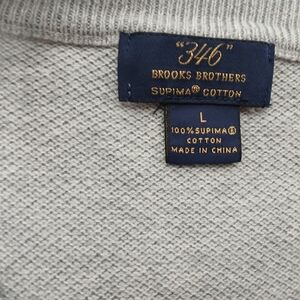 "346"
BROOKS BROTHERS
SUPIMA® COTTON
L
100% SUPIMA®
COTTON
MADE IN CHINA